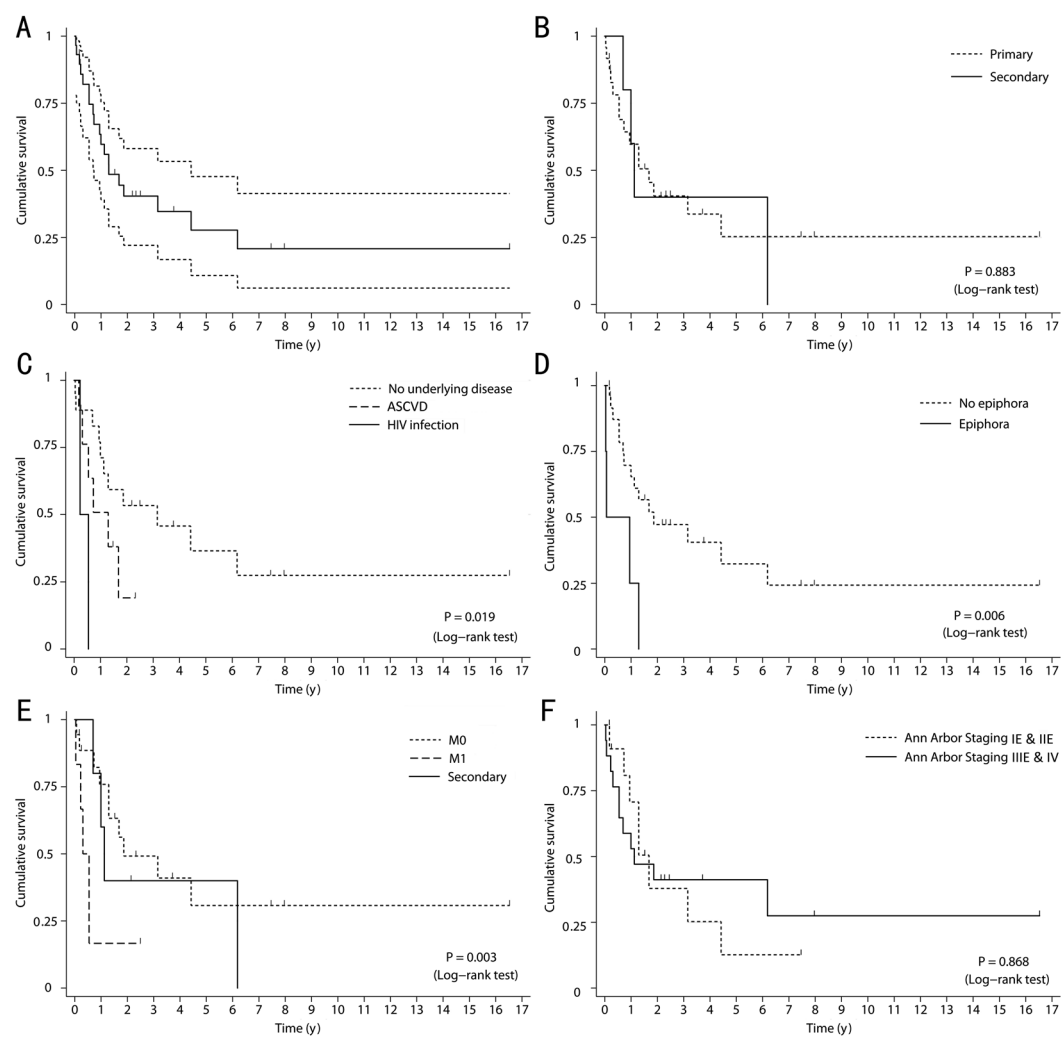 A
1
0.75
0.5
0.25
0
Cumulative survival
0 1 2 3 4 5 6 7 8 9 10 11 12 13 14 15 16 17
Time (y)
B
1
0.75
0.5
0.25
0
Cumulative survival
Primary
Secondary
P = 0.883
(Log−rank test)
0 1 2 3 4 5 6 7 8 9 10 11 12 13 14 15 16 17
Time (y)
C
1
0.75
0.5
0.25
0
Cumulative survival
No underlying disease
ASCVD
HIV infection
P = 0.019
(Log−rank test)
0 1 2 3 4 5 6 7 8 9 10 11 12 13 14 15 16 17
Time (y)
D
1
0.75
0.5
0.25
0
Cumulative survival
No epiphora
Epiphora
P = 0.006
(Log−rank test)
0 1 2 3 4 5 6 7 8 9 10 11 12 13 14 15 16 17
Time (y)
E
1
0.75
0.5
0.25
0
Cumulative survival
M0
M1
Secondary
P = 0.003
(Log−rank test)
0 1 2 3 4 5 6 7 8 9 10 11 12 13 14 15 16 17
Time (y)
F
1
0.75
0.5
0.25
0
Cumulative survival
Ann Arbor Staging IE & IIE
Ann Arbor Staging IIIE & IV
P = 0.868
(Log−rank test)
0 1 2 3 4 5 6 7 8 9 10 11 12 13 14 15 16 17
Time (y)